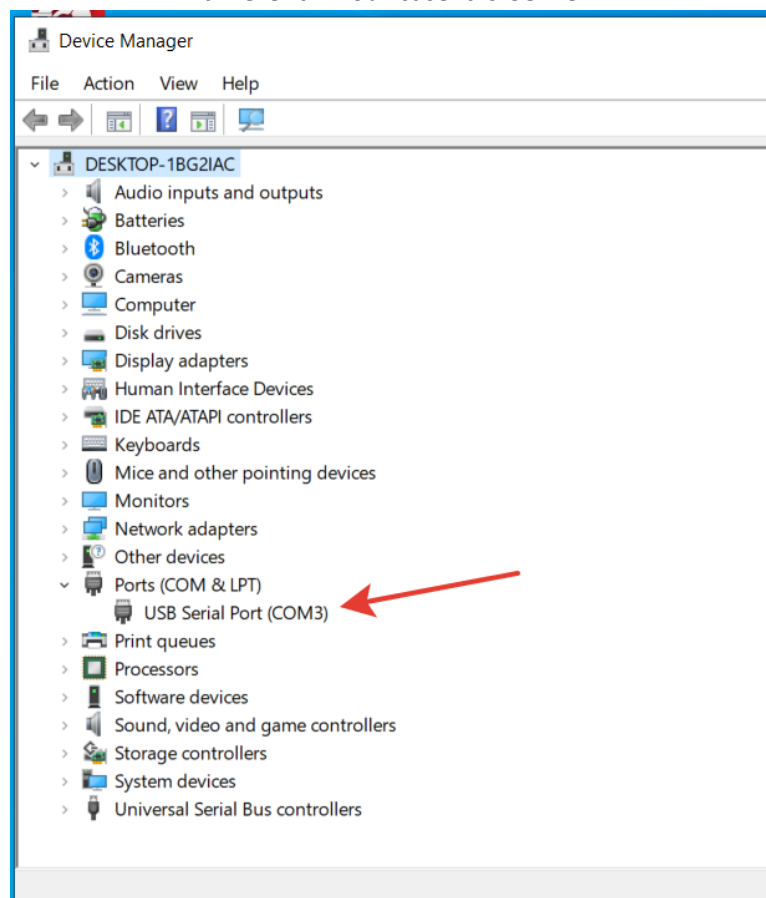 Device Manager
File Action View Help
DESKTOP-1BG2IAC
Audio inputs and outputs
Batteries
Bluetooth
Cameras
Computer
Disk drives
Display adapters
Human Interface Devices
IDE ATA/ATAPI controllers
Keyboards
Mice and other pointing devices
Monitors
Network adapters
Other devices
Ports (COM & LPT)
USB Serial Port (COM3)
Print queues
Processors
Software devices
Sound, video and game controllers
Storage controllers
System devices
Universal Serial Bus controllers